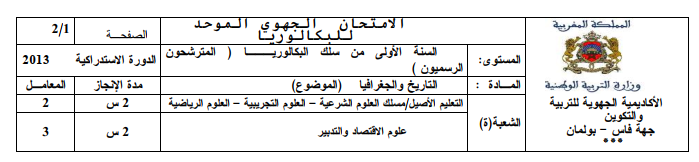 المملكة المغربية
وزارة التربية الوطنية
الأكاديمية الجهوية للتربية
والتكوين
جهة فاس – بولمان
***
الامتحان الجهوي الموحد
للبكالوريا
الصفحة
2/1
المستوى:
السنة الأولى من سلك البكالوريا ( المترشحون
الرسميون )
الدورة الاستدراكية
2013
المادة :
التاريخ والجغرافيا (الموضوع)
مدة الإنجاز
المعامل
الشعبة(ة)
التعليم الأصيل/مسلك العلوم الشرعية – العلوم التجريبية – العلوم الرياضية
2 س
2
علوم الاقتصاد والتدبير
2 س
3